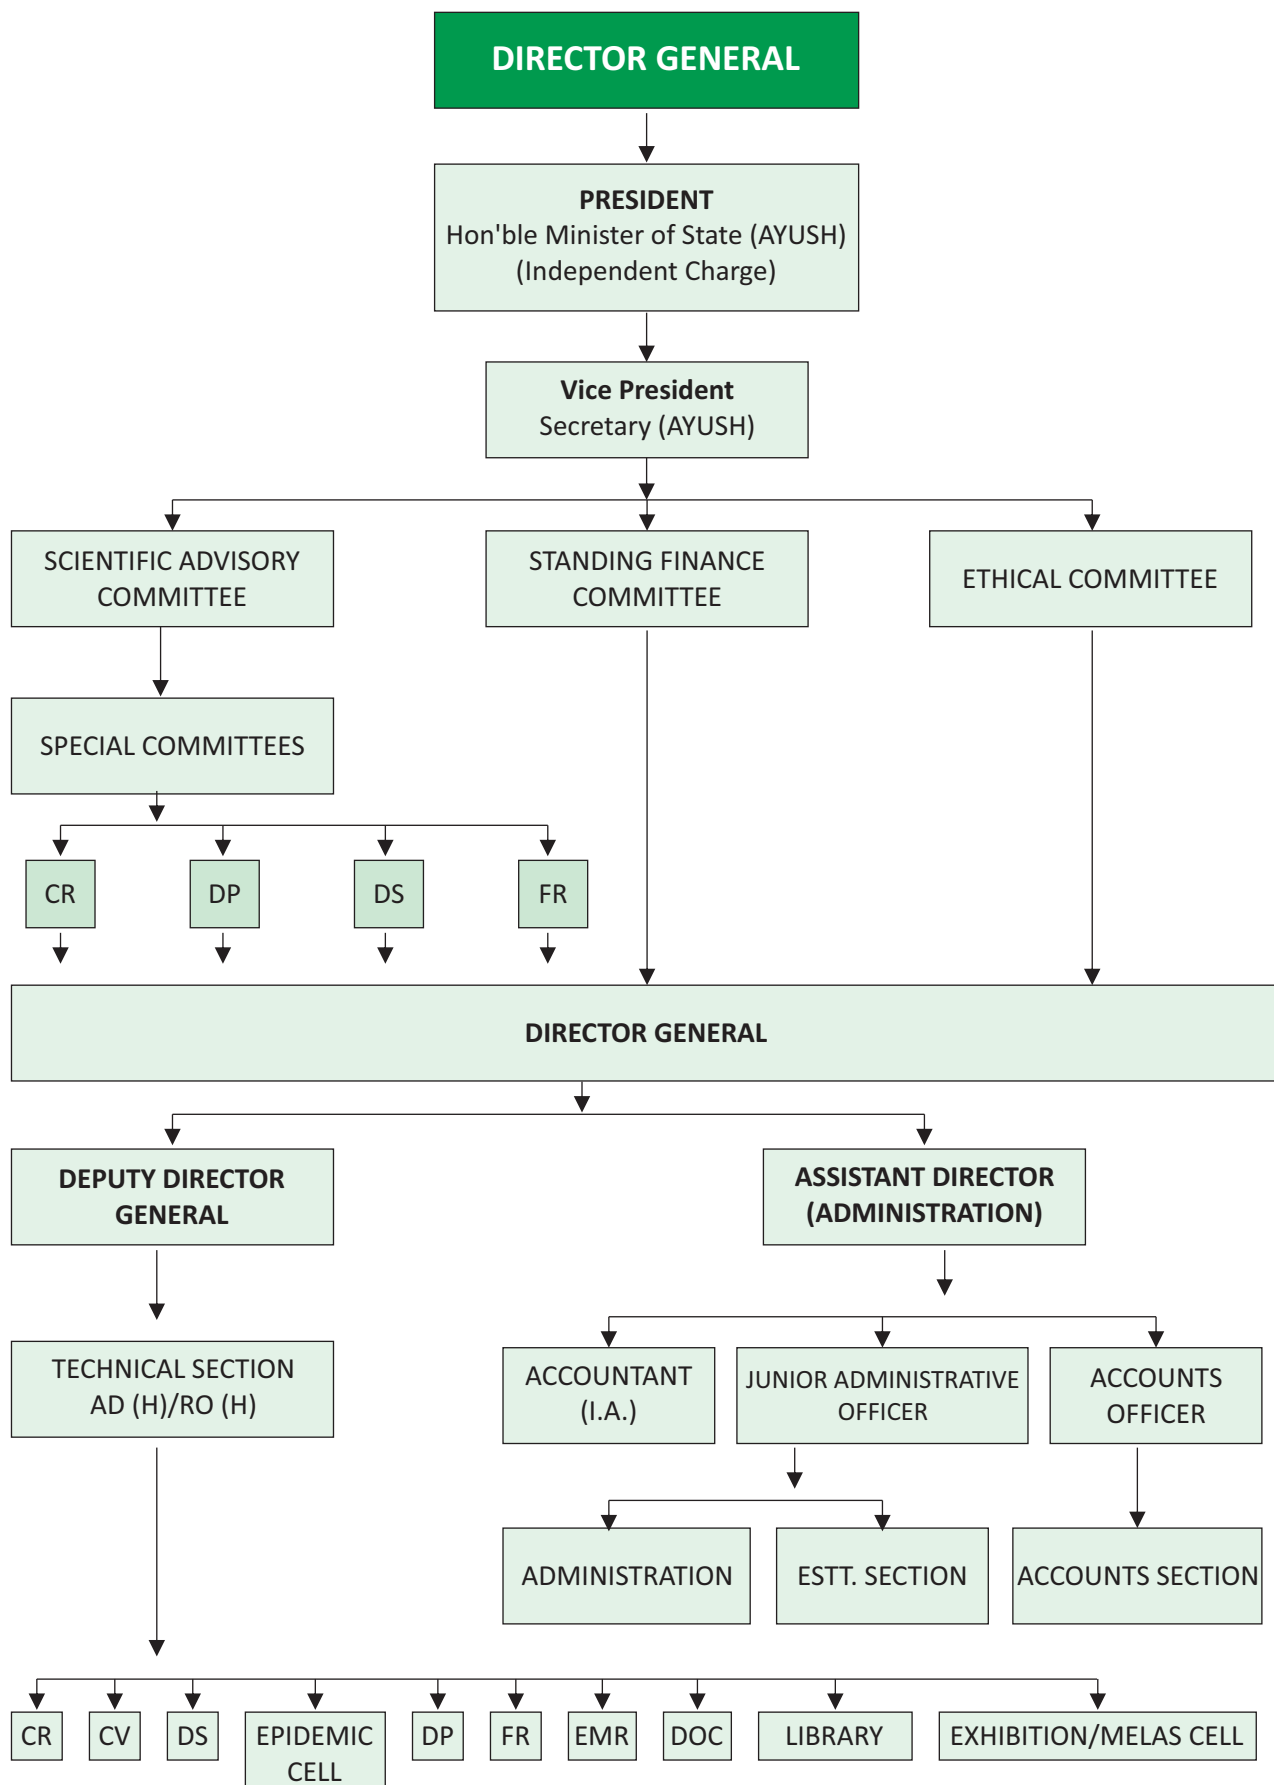 DIRECTOR GENERAL
PRESIDENT
Hon'ble Minister of State (AYUSH)
(Independent Charge)
Vice President
Secretary (AYUSH)
SCIENTIFIC ADVISORY
COMMITTEE
STANDING FINANCE
COMMITTEE
ETHICAL COMMITTEE
SPECIAL COMMITTEES
CR
DP
DS
FR
DIRECTOR GENERAL
DEPUTY DIRECTOR
GENERAL
ASSISTANT DIRECTOR
(ADMINISTRATION)
TECHNICAL SECTION
AD (H)/RO (H)
ACCOUNTANT
(I.A.)
JUNIOR ADMINISTRATIVE
OFFICER
ACCOUNTS
OFFICER
ADMINISTRATION
ESTT. SECTION
ACCOUNTS SECTION
CR
CV
DS
EPIDEMIC
CELL
DP
FR
EMR
DOC
LIBRARY
EXHIBITION/MELAS CELL